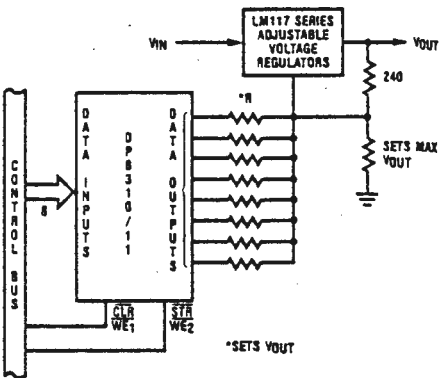 LM117 SERIES
ADJUSTABLE
VOLTAGE
REGULATORS
VIN
VOUT
240
*R
SETS MAX
VOUT
CONTROL BUS
8
DATA INPUTS
DP8310/11
DATA OUTPUTS
CLR
WE1
STR
WE2
*SETS VOUT